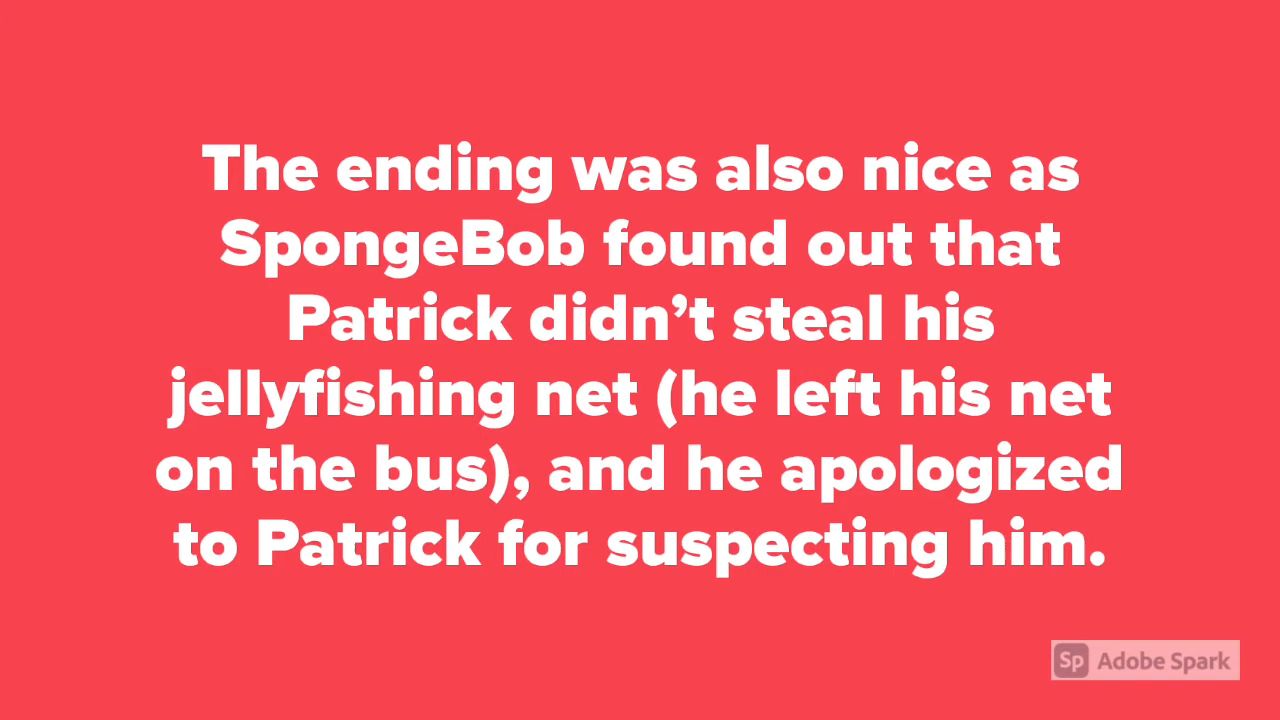 The ending was also nice as
SpongeBob found out that
Patrick didn’t steal his
jellyfishing net (he left his net
on the bus), and he apologized
to Patrick for suspecting him.
Sp Adobe Spark